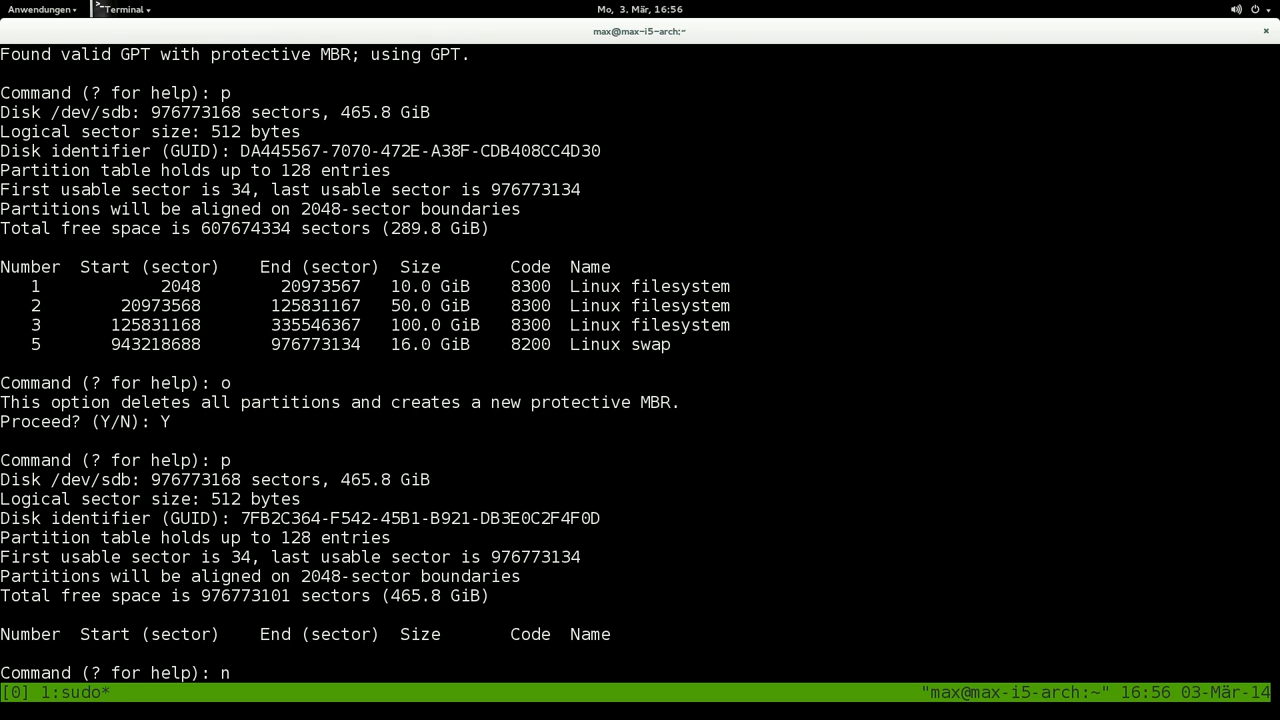 Anwendungen Terminal Mo, 3. Mär, 16:56
max@max-i5-arch:~
Found valid GPT with protective MBR; using GPT.
Command (? for help): p
Disk /dev/sdb: 976773168 sectors, 465.8 GiB
Logical sector size: 512 bytes
Disk identifier (GUID): DA445567-7070-472E-A38F-CDB408CC4D30
Partition table holds up to 128 entries
First usable sector is 34, last usable sector is 976773134
Partitions will be aligned on 2048-sector boundaries
Total free space is 607674334 sectors (289.8 GiB)
Number  Start (sector)    End (sector)  Size       Code  Name
   1            2048        20973567   10.0 GiB    8300  Linux filesystem
   2        20973568       125831167   50.0 GiB    8300  Linux filesystem
   3       125831168       335546367   100.0 GiB   8300  Linux filesystem
   5       943218688       976773134   16.0 GiB    8200  Linux swap
Command (? for help): o
This option deletes all partitions and creates a new protective MBR.
Proceed? (Y/N): Y
Command (? for help): p
Disk /dev/sdb: 976773168 sectors, 465.8 GiB
Logical sector size: 512 bytes
Disk identifier (GUID): 7FB2C364-F542-45B1-B921-DB3E0C2F4F0D
Partition table holds up to 128 entries
First usable sector is 34, last usable sector is 976773134
Partitions will be aligned on 2048-sector boundaries
Total free space is 976773101 sectors (465.8 GiB)
Number  Start (sector)    End (sector)  Size       Code  Name
Command (? for help): n
[0] 1:sudo* "max@max-i5-arch:~" 16:56 03-Mär-14